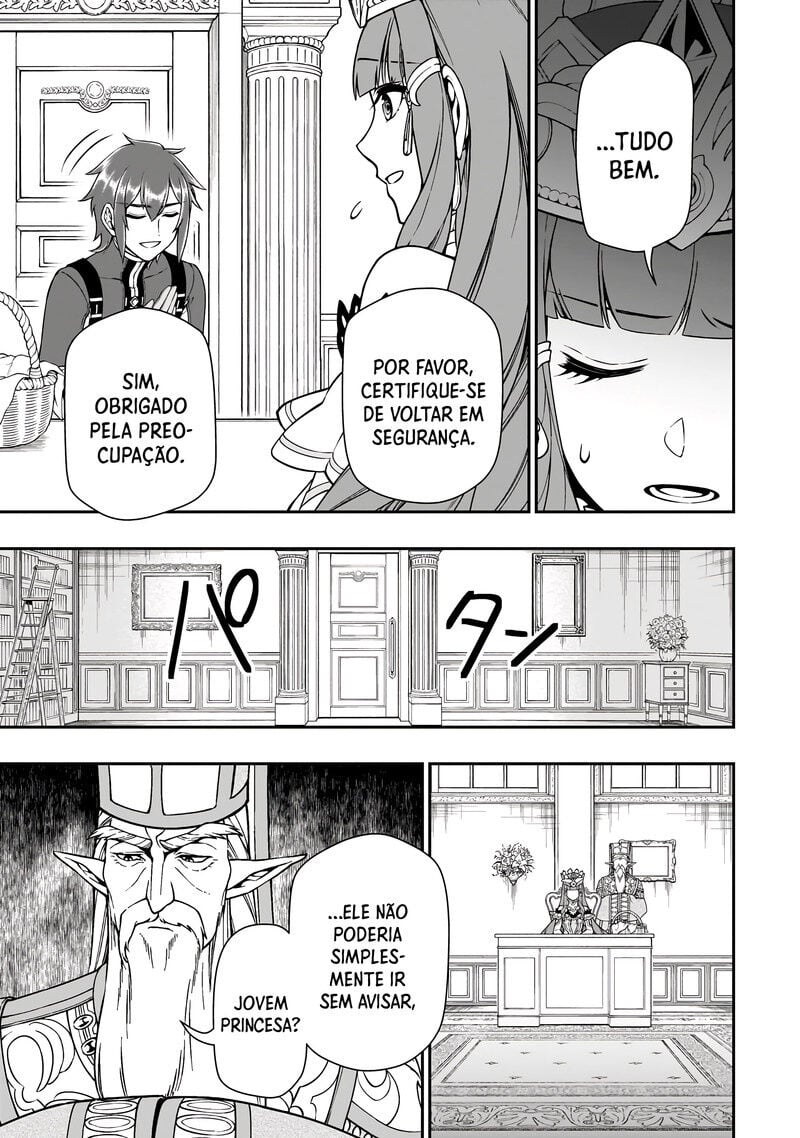 ...TUDO
BEM.
POR FAVOR,
CERTIFIQUE-SE
DE VOLTAR EM
SEGURANÇA.
SIM,
OBRIGADO
PELA PREO-
CUPAÇÃO.
パタン
...ELE NÃO
PODERIA
SIMPLES-
MENTE IR
SEM AVISAR,
JOVEM
PRINCESA?